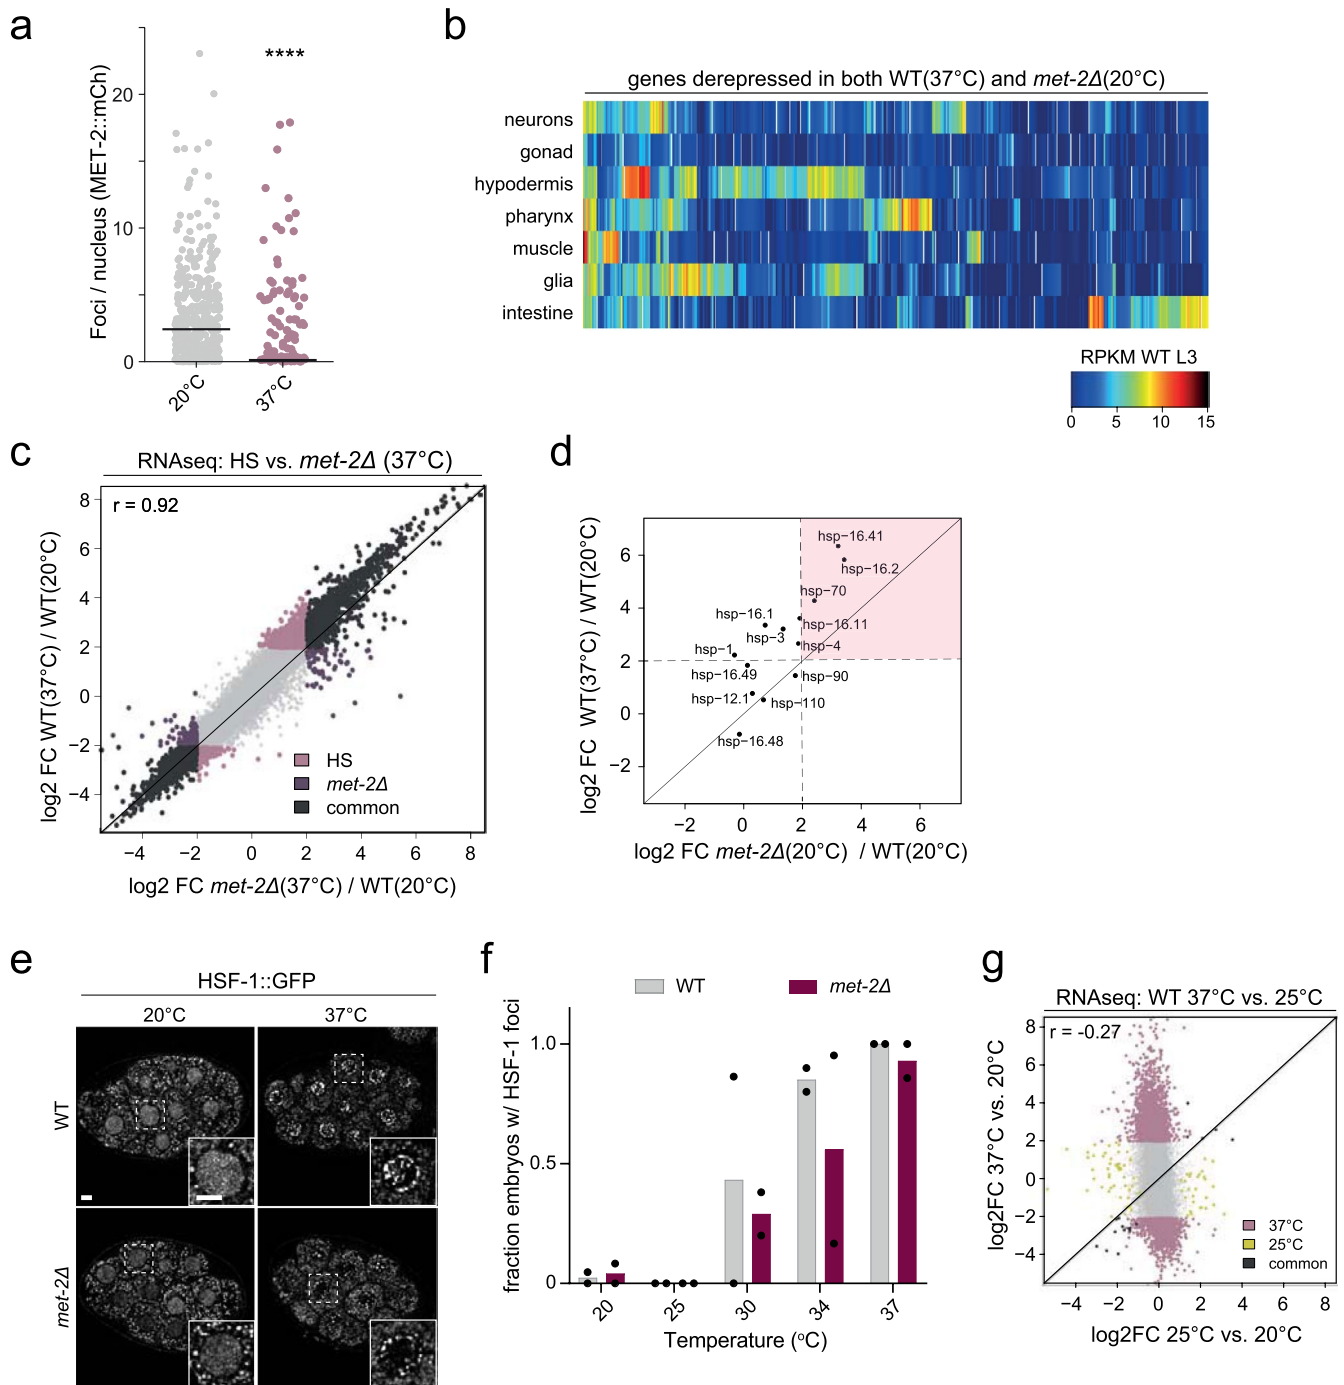 a
****
Foci / nucleus (MET-2::mCh)
20
10
0
20°C
37°C
b
genes derepressed in both WT(37°C) and met-2Δ(20°C)
neurons
gonad
hypodermis
pharynx
muscle
glia
intestine
RPKM WT L3
0 5 10 15
c
RNAseq: HS vs. met-2Δ (37°C)
r = 0.92
log2 FC WT(37°C) / WT(20°C)
8
6
4
2
0
−2
−4
HS
met-2Δ
common
−4 −2 0 2 4 6 8
log2 FC met-2Δ(37°C) / WT(20°C)
d
log2 FC WT(37°C) / WT(20°C)
6
4
2
0
−2
hsp−16.41
hsp−16.2
hsp−70
hsp−16.1
hsp−16.11
hsp−3
hsp−4
hsp−1
hsp−16.49
hsp−90
hsp−12.1
hsp−110
hsp−16.48
−2 0 2 4 6
log2 FC met-2Δ(20°C) / WT(20°C)
e
HSF-1::GFP
20°C 37°C
WT
met-2Δ
f
WT
met-2Δ
fraction embryos w/ HSF-1 foci
1.0
0.5
0
20 25 30 34 37
Temperature (°C)
g
RNAseq: WT 37°C vs. 25°C
r = -0.27
log2FC 37°C vs. 20°C
8
6
4
2
0
−2
−4
37°C
25°C
common
−4 −2 0 2 4 6 8
log2FC 25°C vs. 20°C